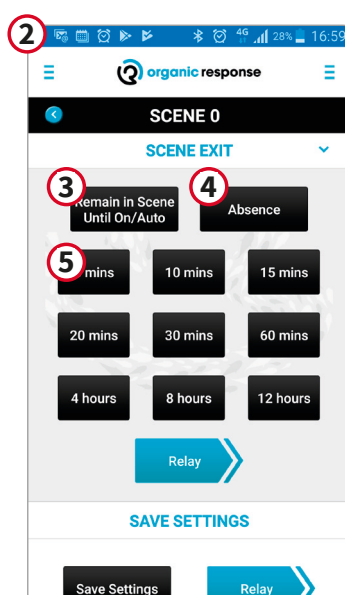 2
4G 28% 16:59
organic response
SCENE 0
SCENE EXIT
3 4
Remain in Scene
Until On/Auto
Absence
5
mins 10 mins 15 mins
20 mins 30 mins 60 mins
4 hours 8 hours 12 hours
Relay
SAVE SETTINGS
Save Settings Relay